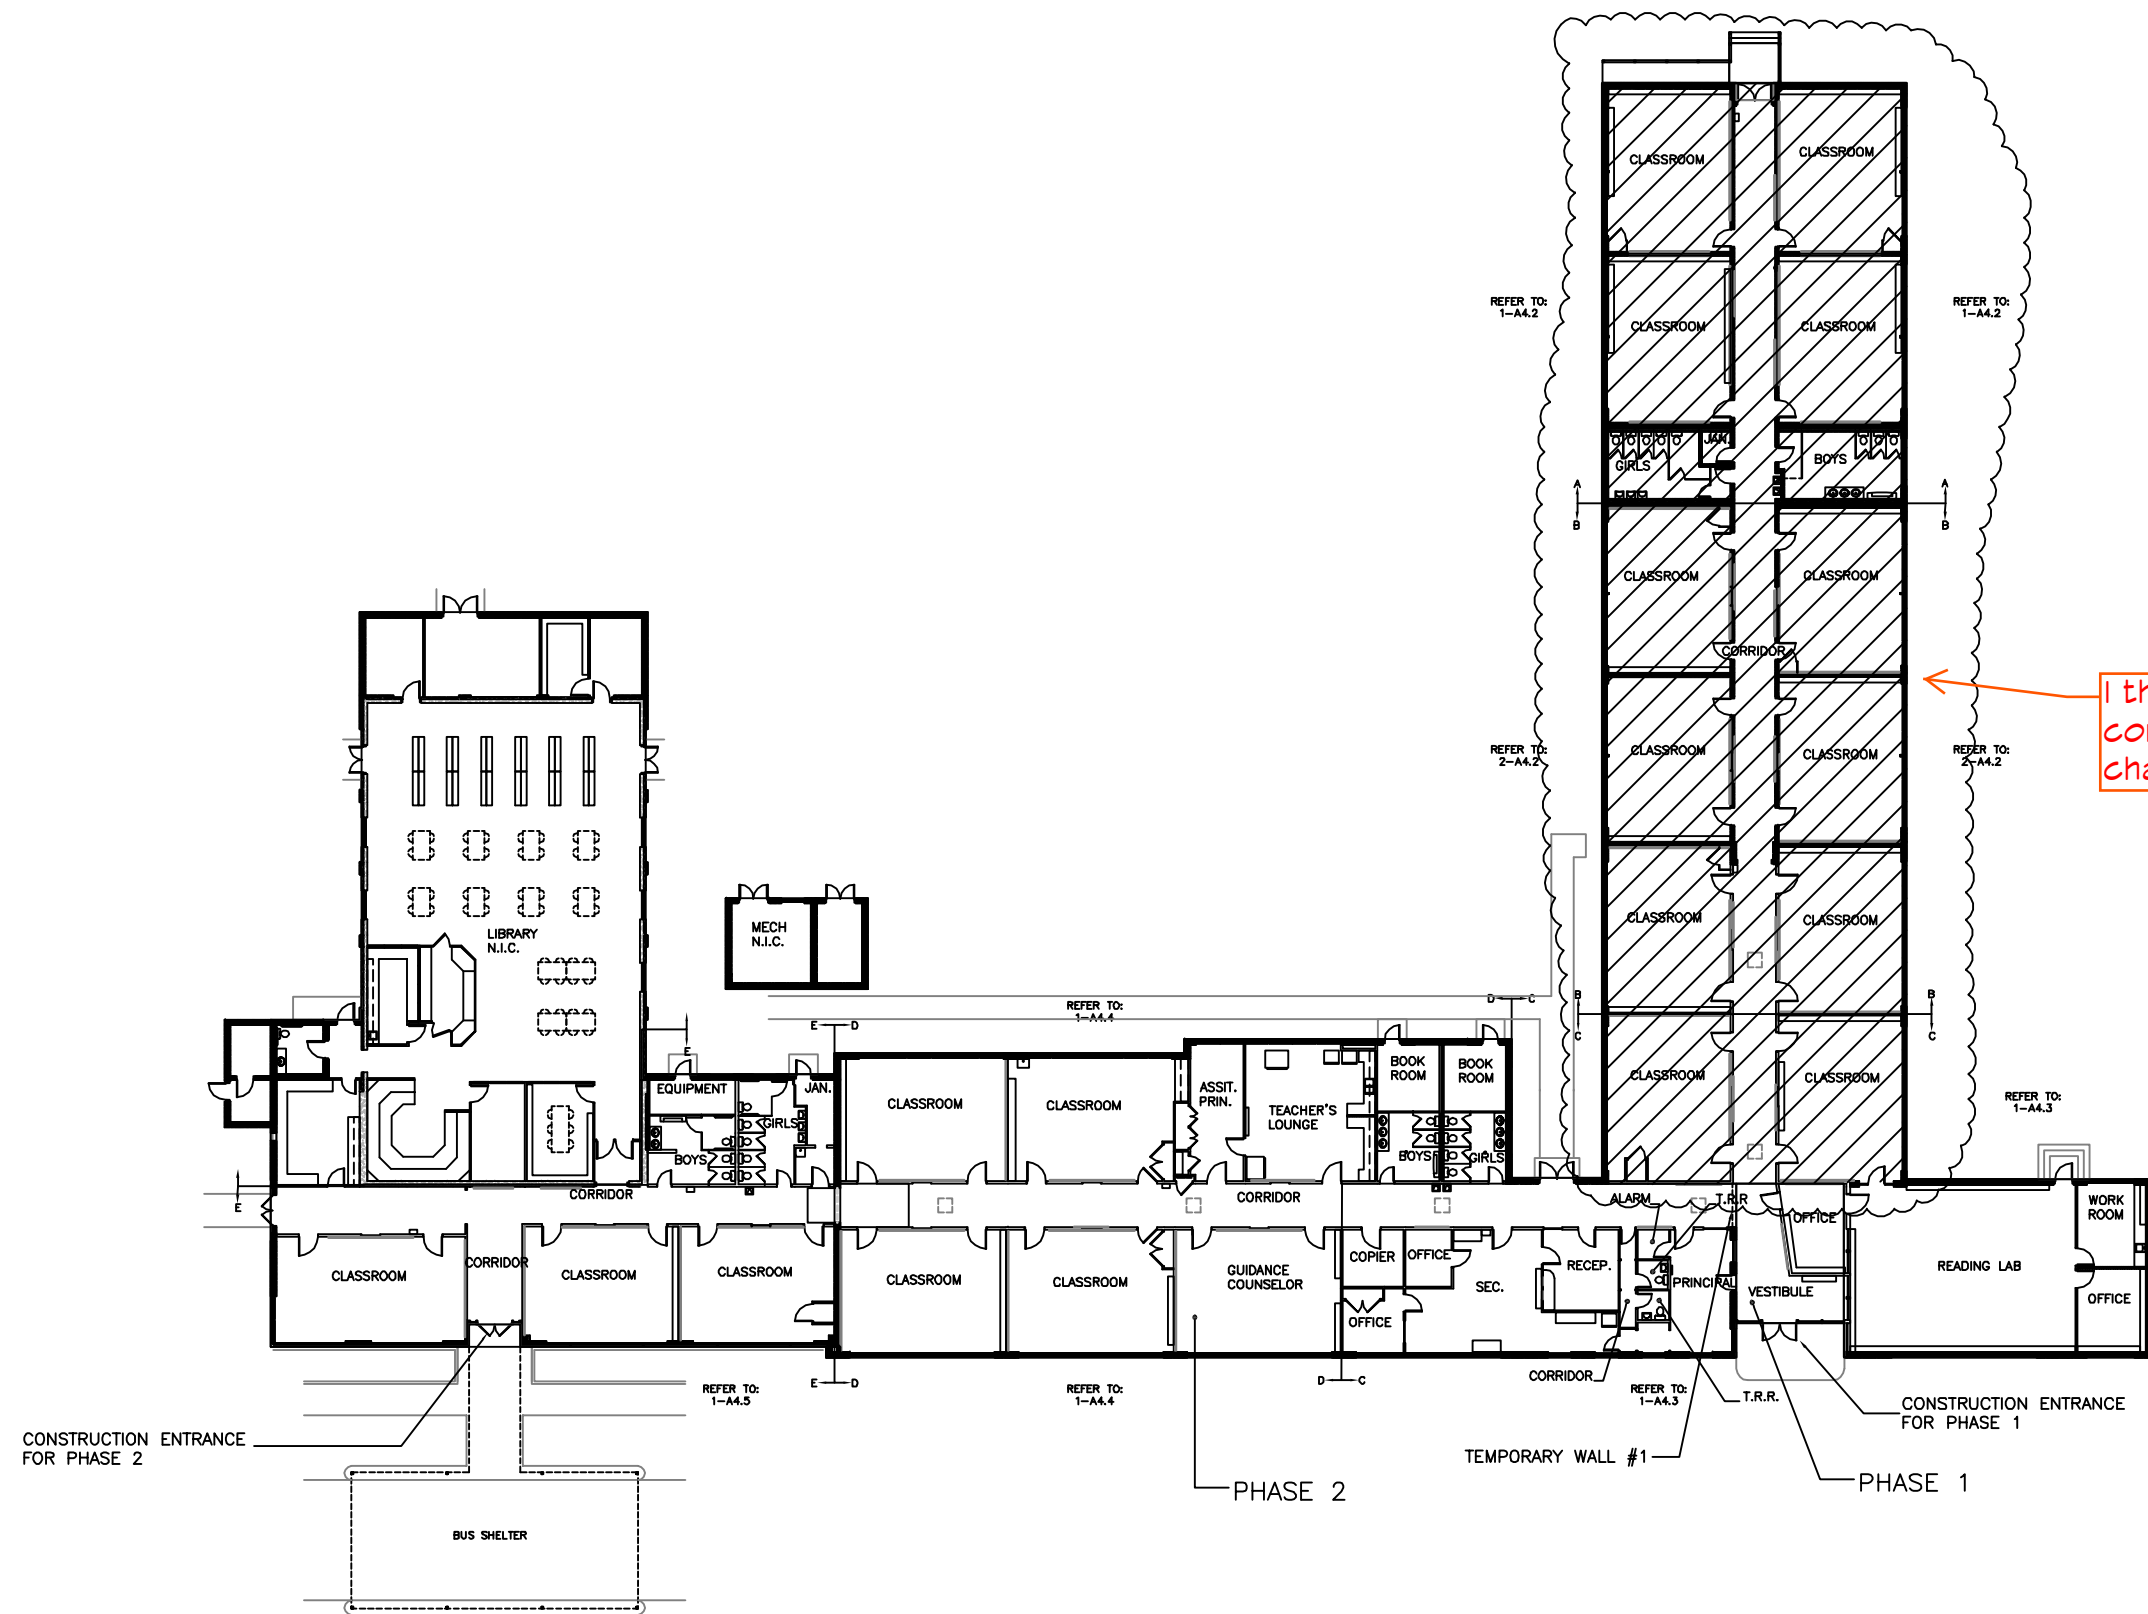 CLASSROOM
CLASSROOM
REFER TO:
1-A4.2
REFER TO:
1-A4.2
CLASSROOM
CLASSROOM
JAN.
GIRLS
BOYS
A
A
B
B
CLASSROOM
CLASSROOM
CORRIDOR
I th
REFER TO:
2-A4.2
CLASSROOM
CLASSROOM
REFER TO:
2-A4.2
CLASSROOM
CLASSROOM
MECH
N.I.C.
LIBRARY
N.I.C.
REFER TO:
1-A4.4
D
C
B
B
E
D
C
C
E
EQUIPMENT
JAN.
GIRLS
BOYS
CLASSROOM
CLASSROOM
ASSIT.
PRIN.
TEACHER'S
LOUNGE
BOOK
ROOM
BOOK
ROOM
BOYS
GIRLS
CLASSROOM
CLASSROOM
REFER TO:
1-A4.3
E
CORRIDOR
CORRIDOR
ALARM
T.R.R
OFFICE
WORK
ROOM
CLASSROOM
CORRIDOR
CLASSROOM
CLASSROOM
CLASSROOM
CLASSROOM
GUIDANCE
COUNSELOR
COPIER
OFFICE
OFFICE
SEC.
RECEP.
PRINCIPAL
VESTIBULE
READING LAB
OFFICE
E
D
D
C
REFER TO:
1-A4.5
REFER TO:
1-A4.4
CORRIDOR
REFER TO:
1-A4.3
T.R.R.
CONSTRUCTION ENTRANCE
FOR PHASE 1
CONSTRUCTION ENTRANCE
FOR PHASE 2
TEMPORARY WALL #1
PHASE 2
PHASE 1
BUS SHELTER